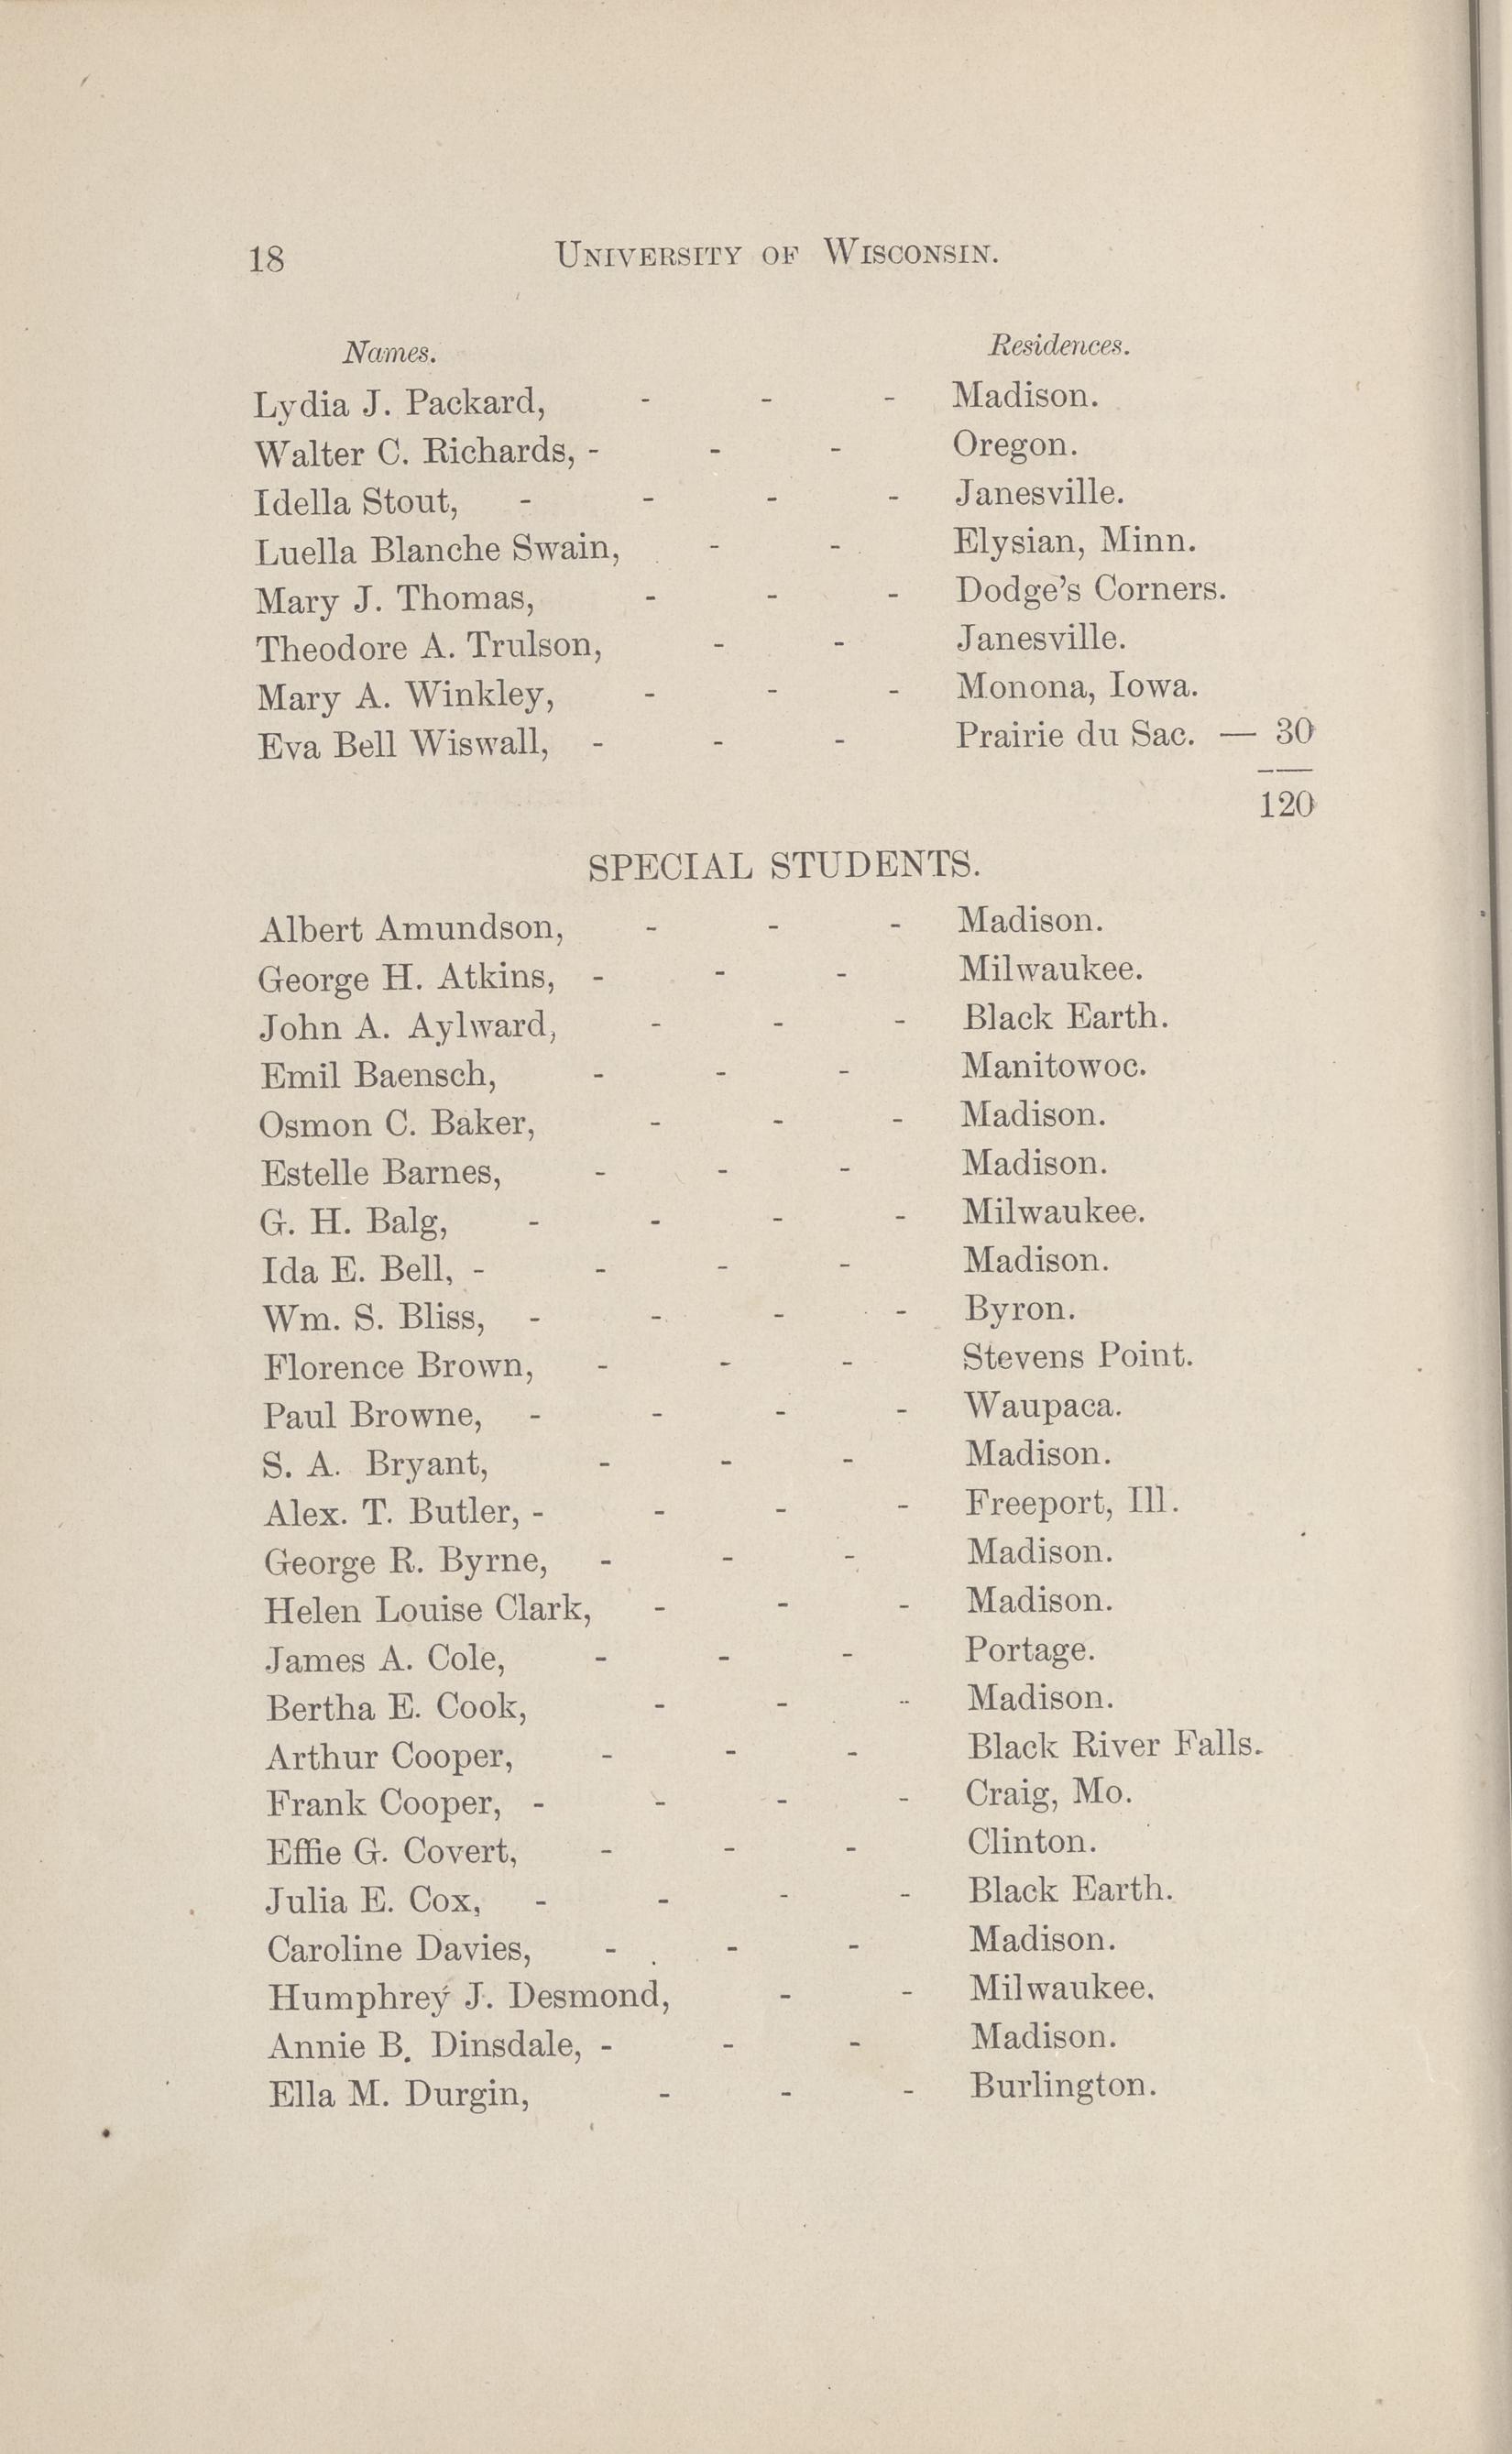 18 UNIVERSITY OF WISCONSIN.
Names. Residences.
Lydia J. Packard, - - - Madison.
Walter C. Richards, - - - Oregon.
Idella Stout, - - - - Janesville.
Luella Blanche Swain, - - Elysian, Minn.
Mary J. Thomas, - - - Dodge's Corners.
Theodore A. Trulson, - - Janesville.
Mary A. Winkley, - - - Monona, Iowa.
Eva Bell Wiswall, - - - Prairie du Sac. — 30
120
SPECIAL STUDENTS.
Albert Amundson, - - - Madison.
George H. Atkins, - - - Milwaukee.
John A. Aylward, - - - Black Earth.
Emil Baensch, - - - Manitowoc.
Osmon C. Baker, - - - Madison.
Estelle Barnes, - - - Madison.
G. H. Balg, - - - - Milwaukee.
Ida E. Bell, - - - - Madison.
Wm. S. Bliss, - - - - Byron.
Florence Brown, - - - Stevens Point.
Paul Browne, - - - - Waupaca.
S. A. Bryant, - - - Madison.
Alex. T. Butler, - - - - Freeport, Ill.
George R. Byrne, - - - Madison.
Helen Louise Clark, - - - Madison.
James A. Cole, - - - Portage.
Bertha E. Cook, - - - Madison.
Arthur Cooper, - - - Black River Falls.
Frank Cooper, - - - - Craig, Mo.
Effie G. Covert, - - - Clinton.
Julia E. Cox, - - - - Black Earth.
Caroline Davies, - - - Madison.
Humphrey J. Desmond, - - Milwaukee.
Annie B. Dinsdale, - - - Madison.
Ella M. Durgin, - - - Burlington.